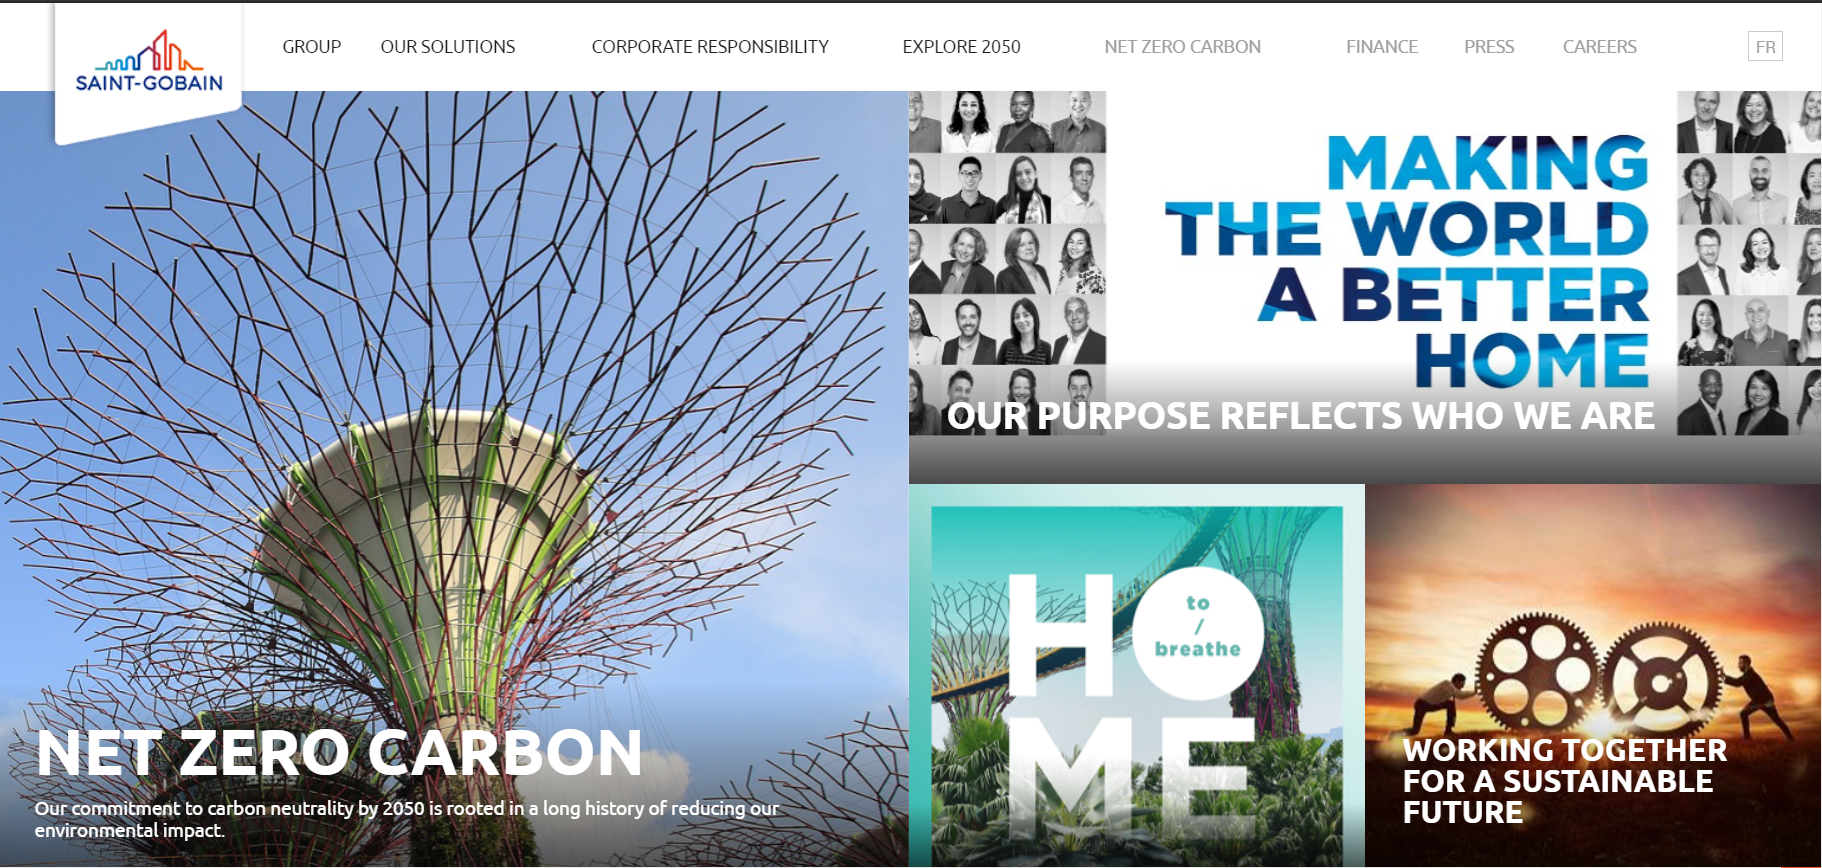 SAINT-GOBAIN
GROUP
OUR SOLUTIONS
CORPORATE RESPONSIBILITY
EXPLORE 2050
NET ZERO CARBON
FINANCE
PRESS
CAREERS
FR
NET ZERO CARBON
Our commitment to carbon neutrality by 2050 is rooted in a long history of reducing our
environmental impact.
MAKING
THE WORLD
A BETTER
HOME
OUR PURPOSE REFLECTS WHO WE ARE
HOME
to
/
breathe
WORKING TOGETHER
FOR A SUSTAINABLE
FUTURE